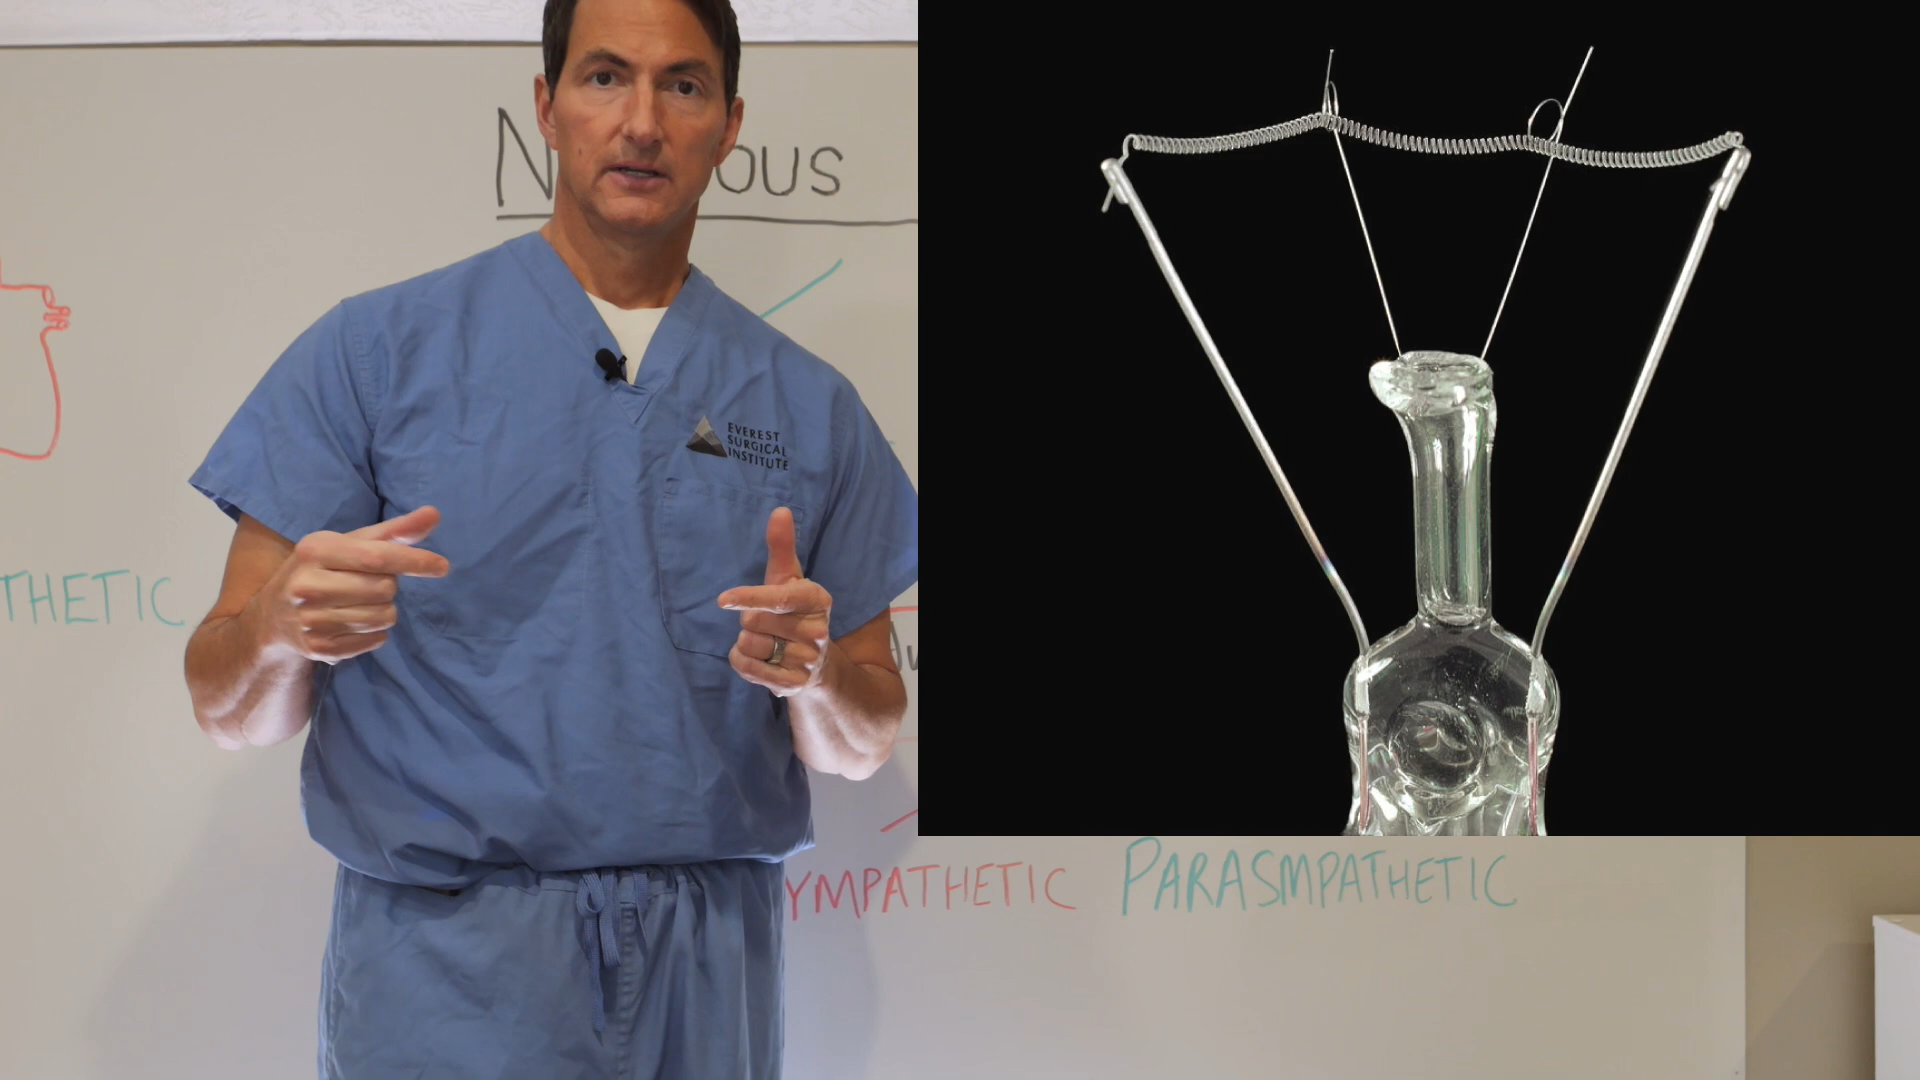 OUS
EVEREST
SURGICAL
INSTITUTE
THETIC
YMPATHETIC PARASMPATHETIC